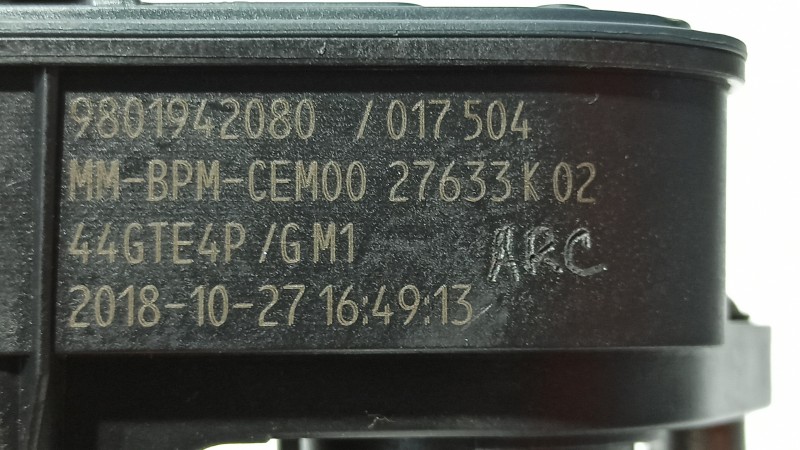 9801942080 /017 504
MM-BPM-CEM00 27633 K 02
44GTE4P /G M1
ARC
2018-10-27 16:49:13